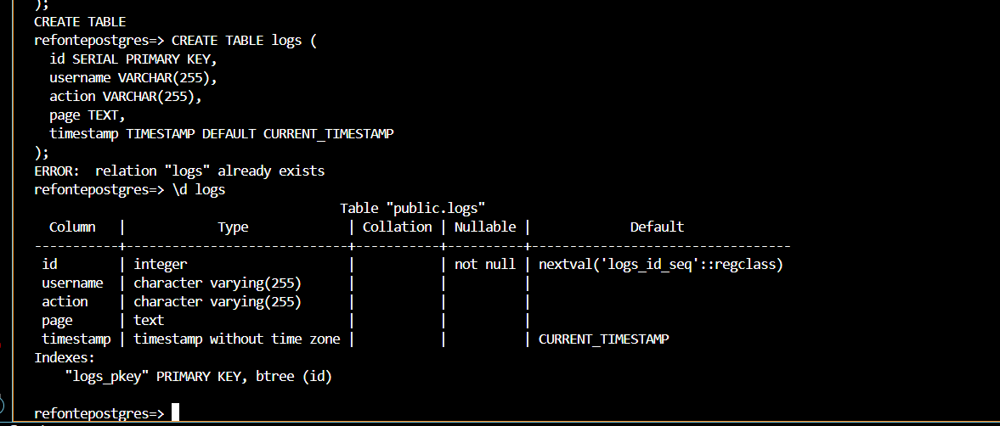 );
CREATE TABLE
refontepostgres=> CREATE TABLE logs (
  id SERIAL PRIMARY KEY,
  username VARCHAR(255),
  action VARCHAR(255),
  page TEXT,
  timestamp TIMESTAMP DEFAULT CURRENT_TIMESTAMP
);
ERROR:  relation "logs" already exists
refontepostgres=> \d logs
                                        Table "public.logs"
  Column   |            Type             | Collation | Nullable |             Default
-----------+-----------------------------+-----------+----------+----------------------------------
 id        | integer                     |           | not null | nextval('logs_id_seq'::regclass)
 username  | character varying(255)      |           |          |
 action    | character varying(255)      |           |          |
 page      | text                        |           |          |
 timestamp | timestamp without time zone |           |          | CURRENT_TIMESTAMP
Indexes:
    "logs_pkey" PRIMARY KEY, btree (id)
refontepostgres=>